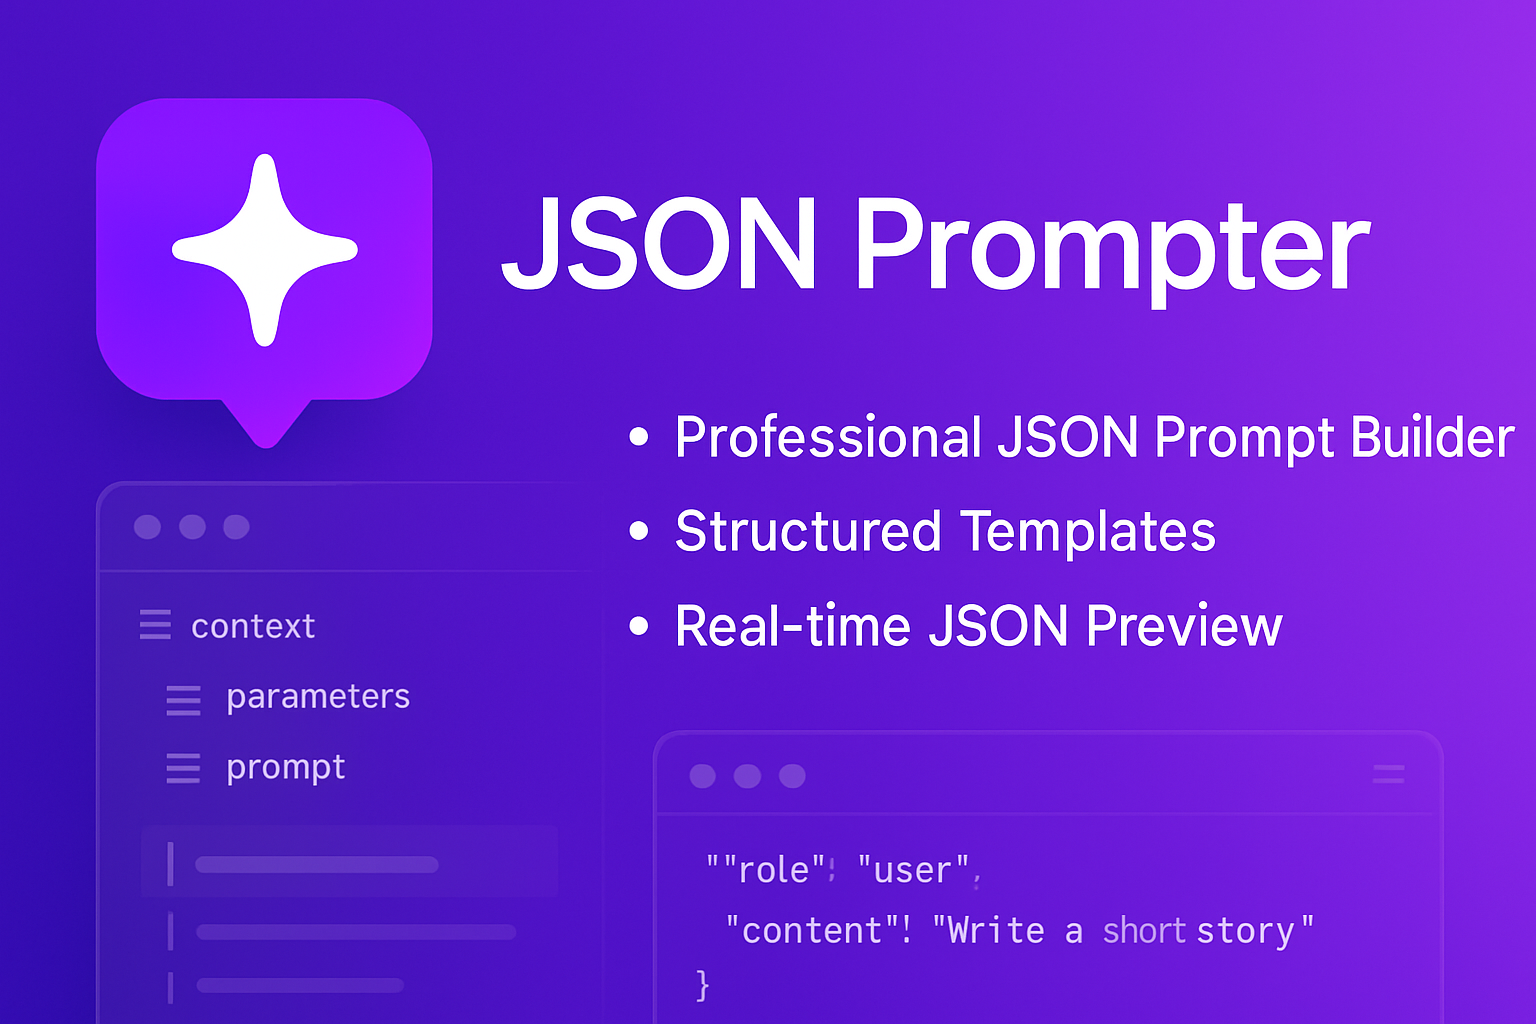 JSON Prompter
• Professional JSON Prompt Builder
• Structured Templates
• Real-time JSON Preview
context
parameters
prompt
""role": "user",
"content"! "Write a short story"
}